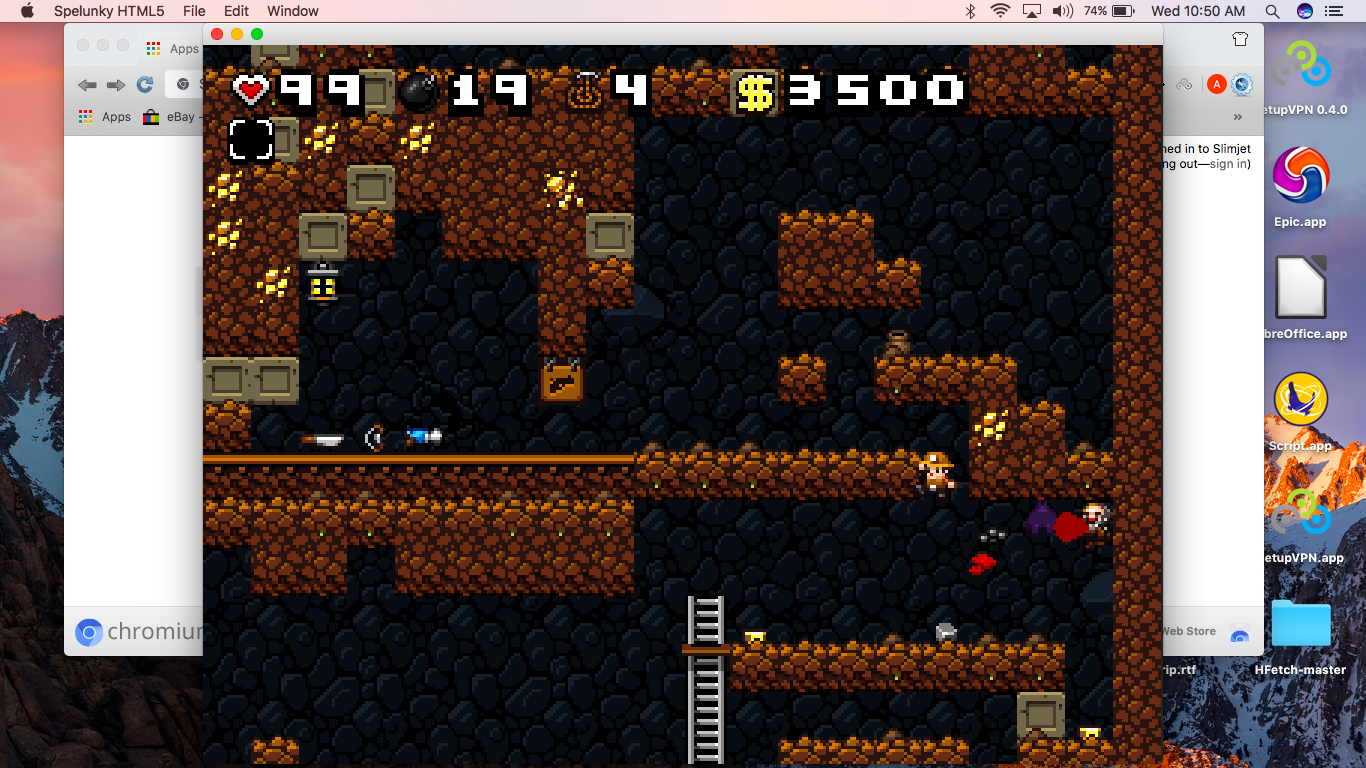 Spelunky HTML5 File Edit Window 74% Wed 10:50 AM
Apps
A
99 19 4 $ 3500
etupVPN 0.4.0
Apps eBay - »
ned in to Slimjet
ng out—sign in)
Epic.app
breOffice.app
Script.app
etupVPN.app
chromiun
Web Store
rip.rtf HFetch-master